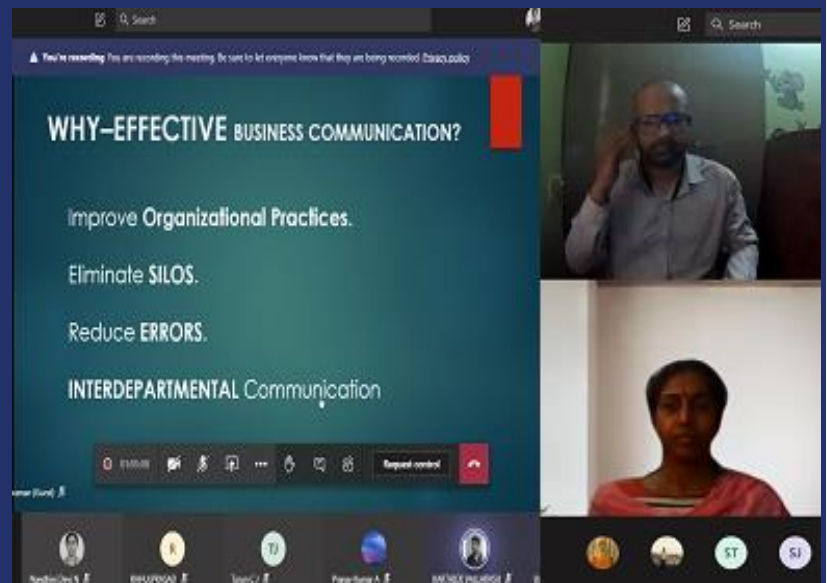 Search
You're recording You are recording this meeting. Be sure to let everyone know that they are being recorded. Privacy policy
WHY–EFFECTIVE BUSINESS COMMUNICATION?
Improve Organizational Practices.
Eliminate SILOS.
Reduce ERRORS.
INTERDEPARTMENTAL Communication
Request control
R
TJ
Search
ST
SJ